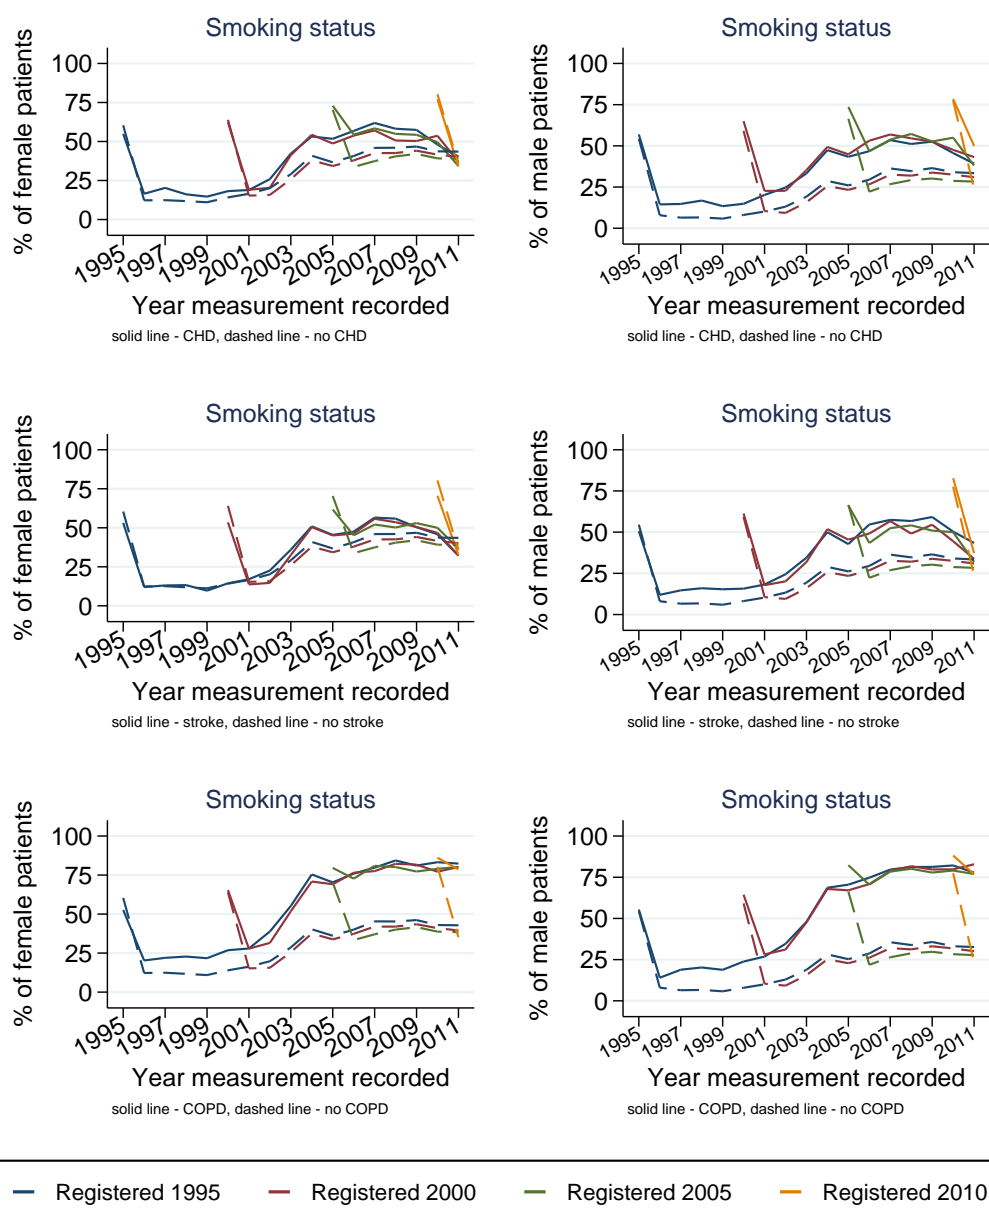 Smoking status
% of female patients
100
75
50
25
0
1995 1997 1999 2001 2003 2005 2007 2009 2011
Year measurement recorded
solid line - CHD, dashed line - no CHD
Smoking status
% of male patients
100
75
50
25
0
1995 1997 1999 2001 2003 2005 2007 2009 2011
Year measurement recorded
solid line - CHD, dashed line - no CHD
Smoking status
% of female patients
100
75
50
25
0
1995 1997 1999 2001 2003 2005 2007 2009 2011
Year measurement recorded
solid line - stroke, dashed line - no stroke
Smoking status
% of male patients
100
75
50
25
0
1995 1997 1999 2001 2003 2005 2007 2009 2011
Year measurement recorded
solid line - stroke, dashed line - no stroke
Smoking status
% of female patients
100
75
50
25
0
1995 1997 1999 2001 2003 2005 2007 2009 2011
Year measurement recorded
solid line - COPD, dashed line - no COPD
Smoking status
% of male patients
100
75
50
25
0
1995 1997 1999 2001 2003 2005 2007 2009 2011
Year measurement recorded
solid line - COPD, dashed line - no COPD
Registered 1995 Registered 2000 Registered 2005 Registered 2010